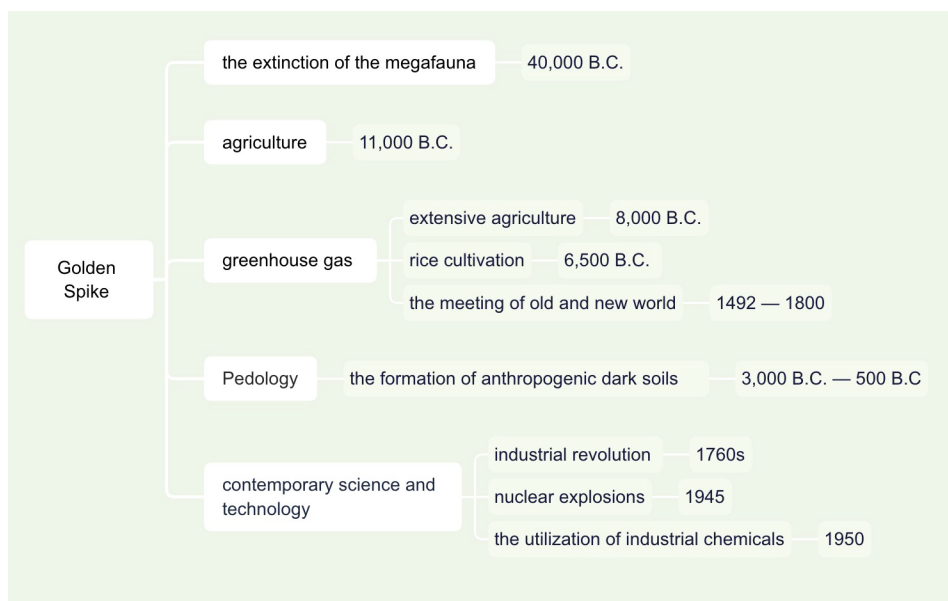 the extinction of the megafauna
40,000 B.C.
agriculture
11,000 B.C.
Golden
Spike
greenhouse gas
extensive agriculture
8,000 B.C.
rice cultivation
6,500 B.C.
the meeting of old and new world
1492 — 1800
Pedology
the formation of anthropogenic dark soils
3,000 B.C. — 500 B.C
contemporary science and
technology
industrial revolution
1760s
nuclear explosions
1945
the utilization of industrial chemicals
1950